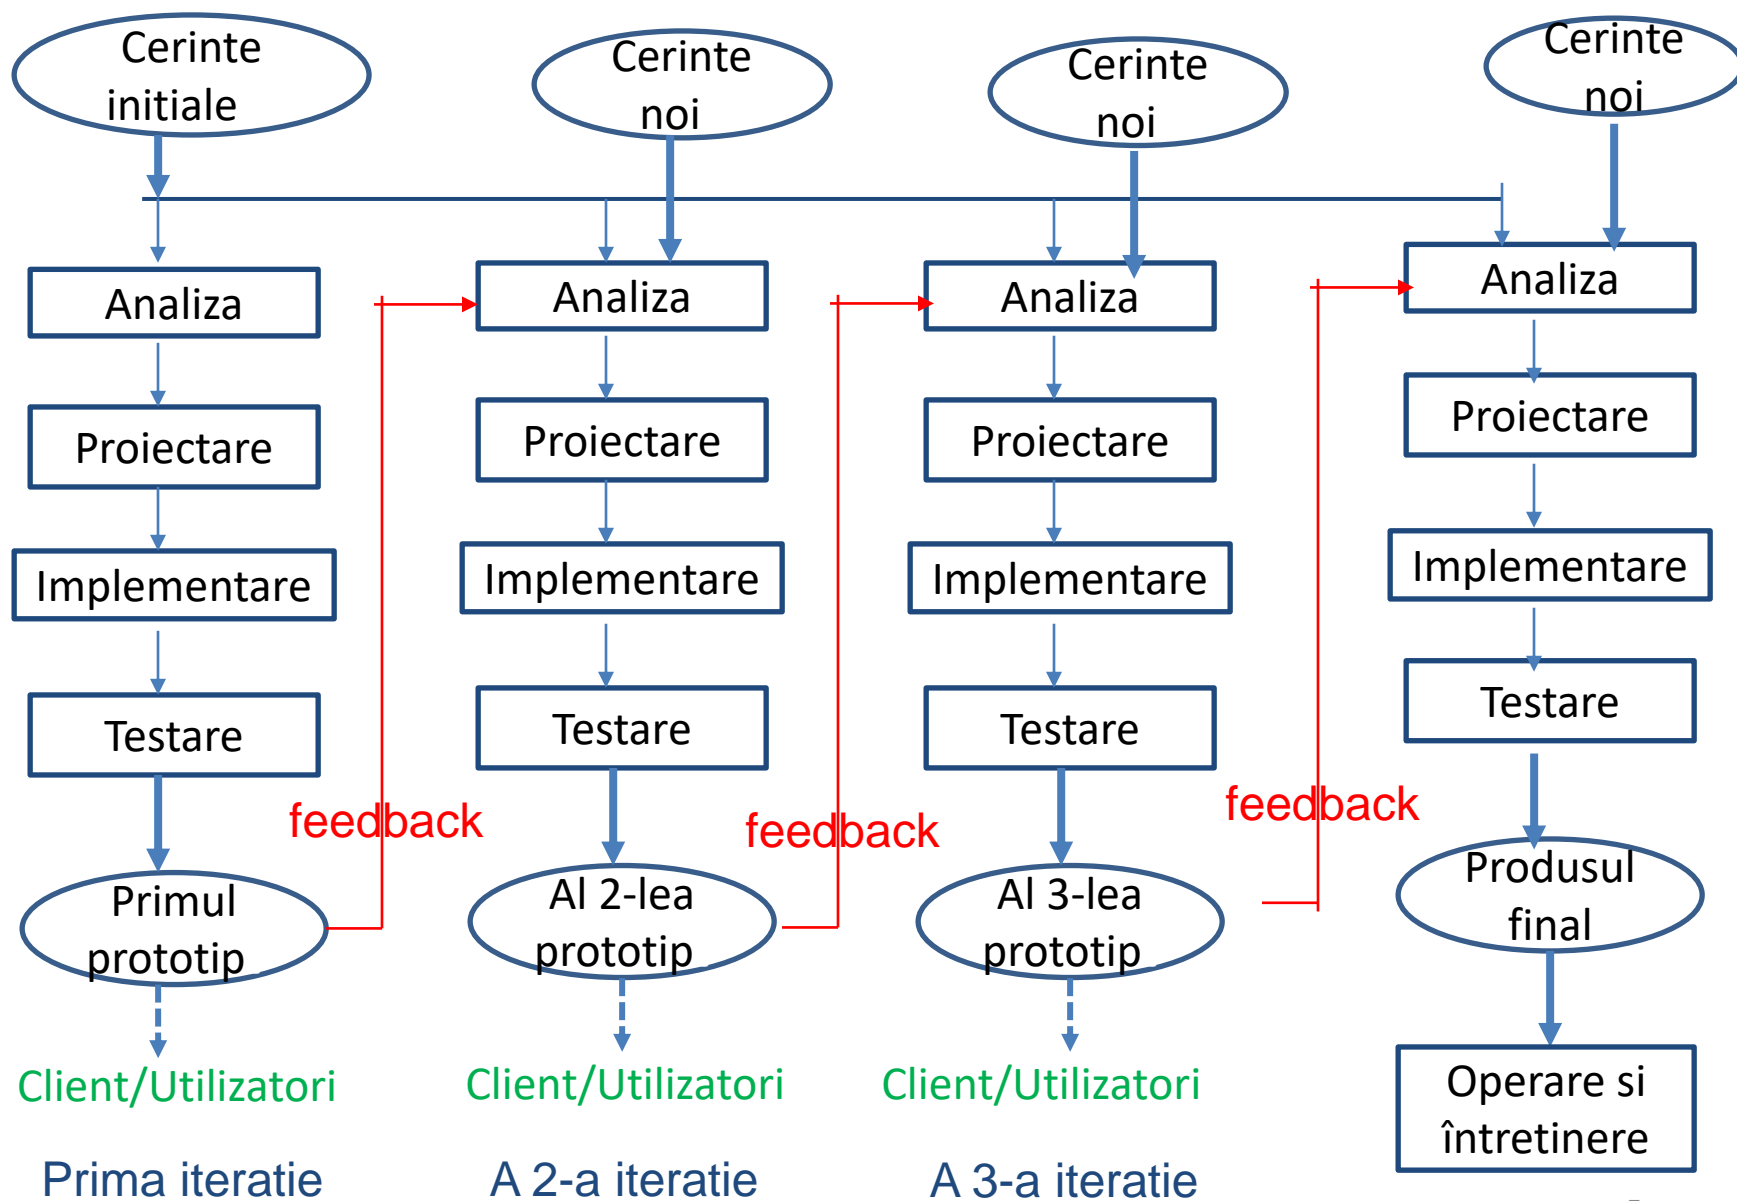 Cerinte
initiale
Cerinte
noi
Cerinte
noi
Cerinte
noi
Analiza
Analiza
Analiza
Analiza
Proiectare
Proiectare
Proiectare
Proiectare
Implementare
Implementare
Implementare
Implementare
Testare
Testare
Testare
Testare
feedback
feedback
feedback
Primul
prototip
Al 2-lea
prototip
Al 3-lea
prototip
Produsul
final
Client/Utilizatori
Client/Utilizatori
Client/Utilizatori
Operare si
întretinere
Prima iteratie
A 2-a iteratie
A 3-a iteratie